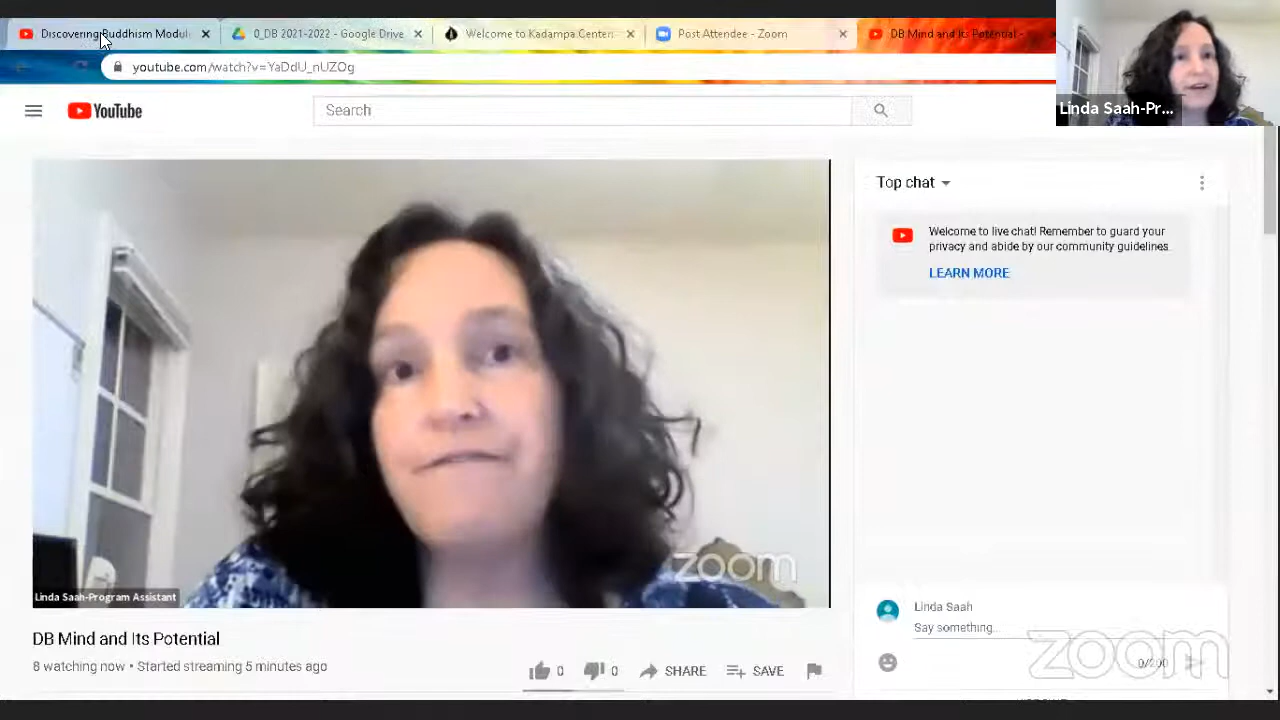 Discovering Buddhism Modul
0_DB 2021-2022 - Google Drive
Welcome to Kadampa Center
Post Attendee - Zoom
DB Mind and Its Potential -
youtube.com/watch?v=YaDdU_nUZOg
Linda Saah-Pr...
YouTube
Search
Top chat
Welcome to live chat! Remember to guard your
privacy and abide by our community guidelines.
LEARN MORE
zoom
Linda Saah-Program Assistant
Linda Saah
Say something...
DB Mind and Its Potential
8 watching now • Started streaming 5 minutes ago
0
0
SHARE
SAVE
0/200
zoom